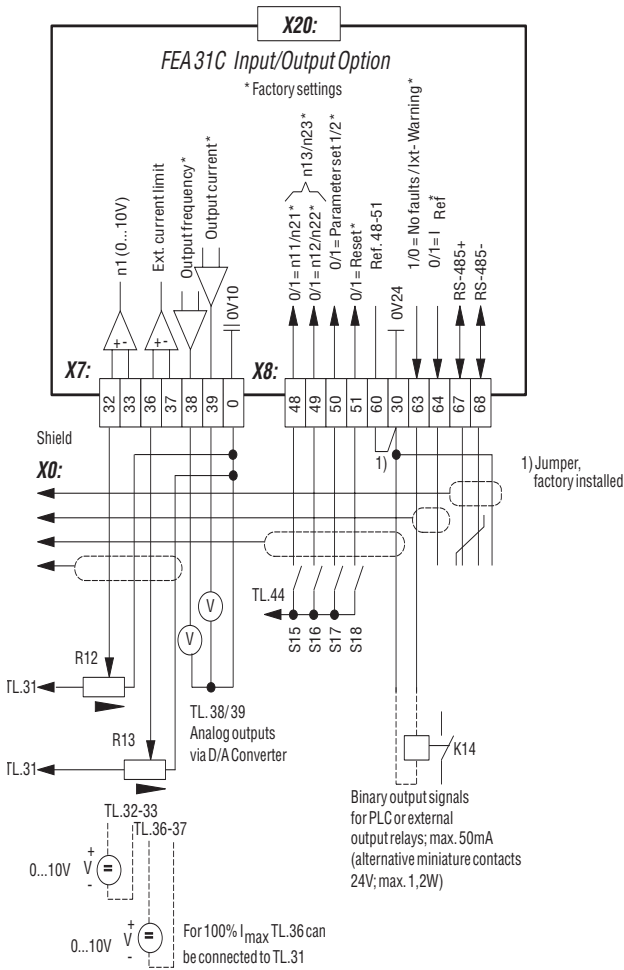 X20:
FEA 31C Input/Output Option
* Factory settings
n1 (0...10V)
Ext. current limit
Output frequency*
Output current*
0V10
0/1= n11/n21*
0/1= n12/n22*
n13/n23*
0/1= Parameter set 1/2*
0/1= Reset*
Ref. 48-51
0V24
1/0= No faults / Ixt- Warning*
0/1= I Ref*
RS-485+
RS-485-
+-
+-
X7:
X8:
32
33
36
37
38
39
0
48
49
50
51
60
30
63
64
67
68
Shield
X0:
1)
1) Jumper,
factory installed
TL.44
S15
S16
S17
S18
V
V
R12
TL.31
TL.38/39
Analog outputs
via D/A Converter
R13
TL.31
K14
Binary output signals
for PLC or external
output relays; max. 50mA
(alternative miniature contacts
24V; max. 1,2W)
TL.32-33
TL.36-37
0...10V
+
V
-
=
0...10V
+
V
-
=
For 100% Imax TL.36 can
be connected to TL.31